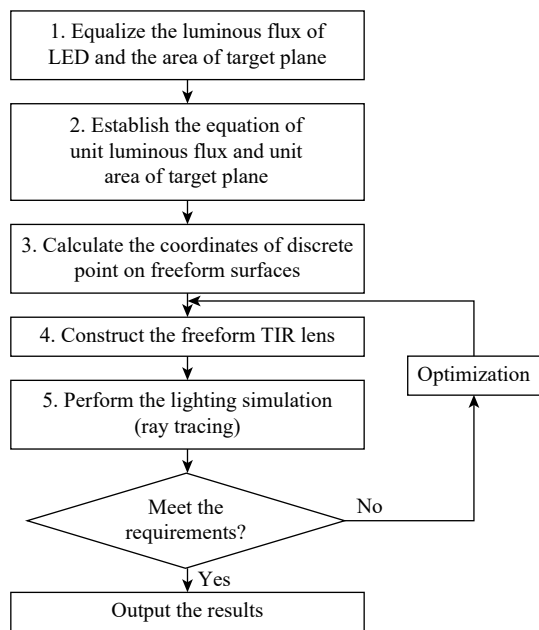 1. Equalize the luminous flux of
LED and the area of target plane
2. Establish the equation of
unit luminous flux and unit
area of target plane
3. Calculate the coordinates of discrete
point on freeform surfaces
4. Construct the freeform TIR lens
Optimization
5. Perform the lighting simulation
(ray tracing)
Meet the
requirements?
No
Yes
Output the results